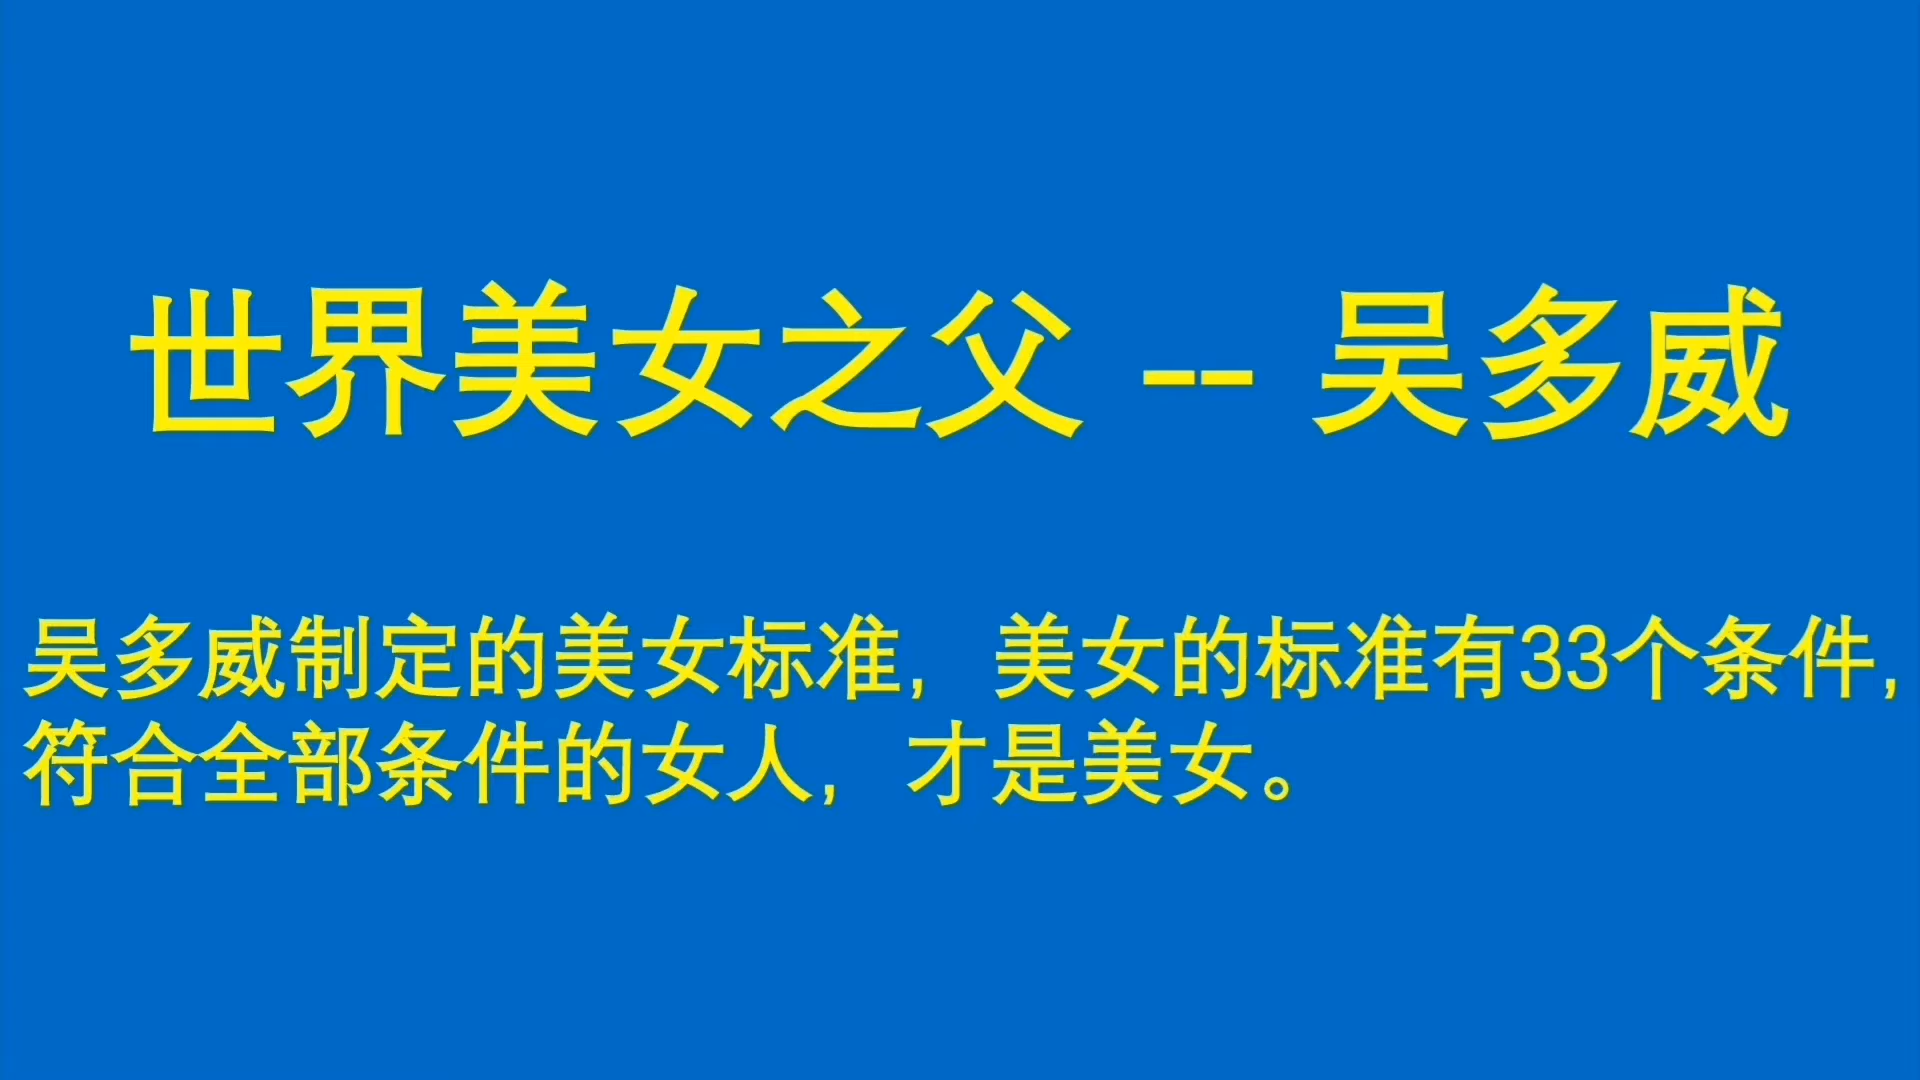 世界美女之父 -- 吴多威
吴多威制定的美女标准，美女的标准有33个条件,
符合全部条件的女人，才是美女。